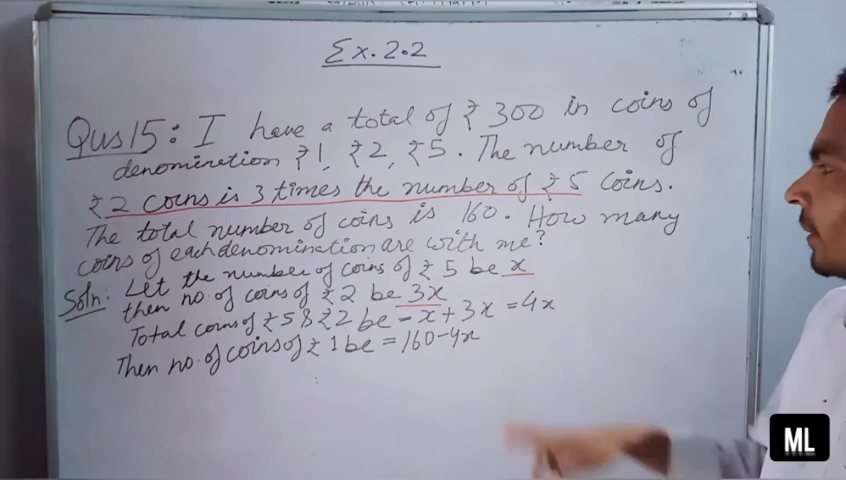 Ex. 2.2
Qus 15: I have a total of ₹ 300 in coins of
denomination ₹1, ₹2, ₹5. The number of
₹2 coins is 3 times the number of ₹5 Coins.
The total number of coins is 160. How many
coins of each denomination are with me?
Soln: Let the number of coins of ₹ 5 be x
then no. of coins of ₹ 2 be 3x
Total coins of ₹5 & ₹2 be = x + 3x = 4x
Then no. of coins of ₹ 1 be = 160-4x
ML